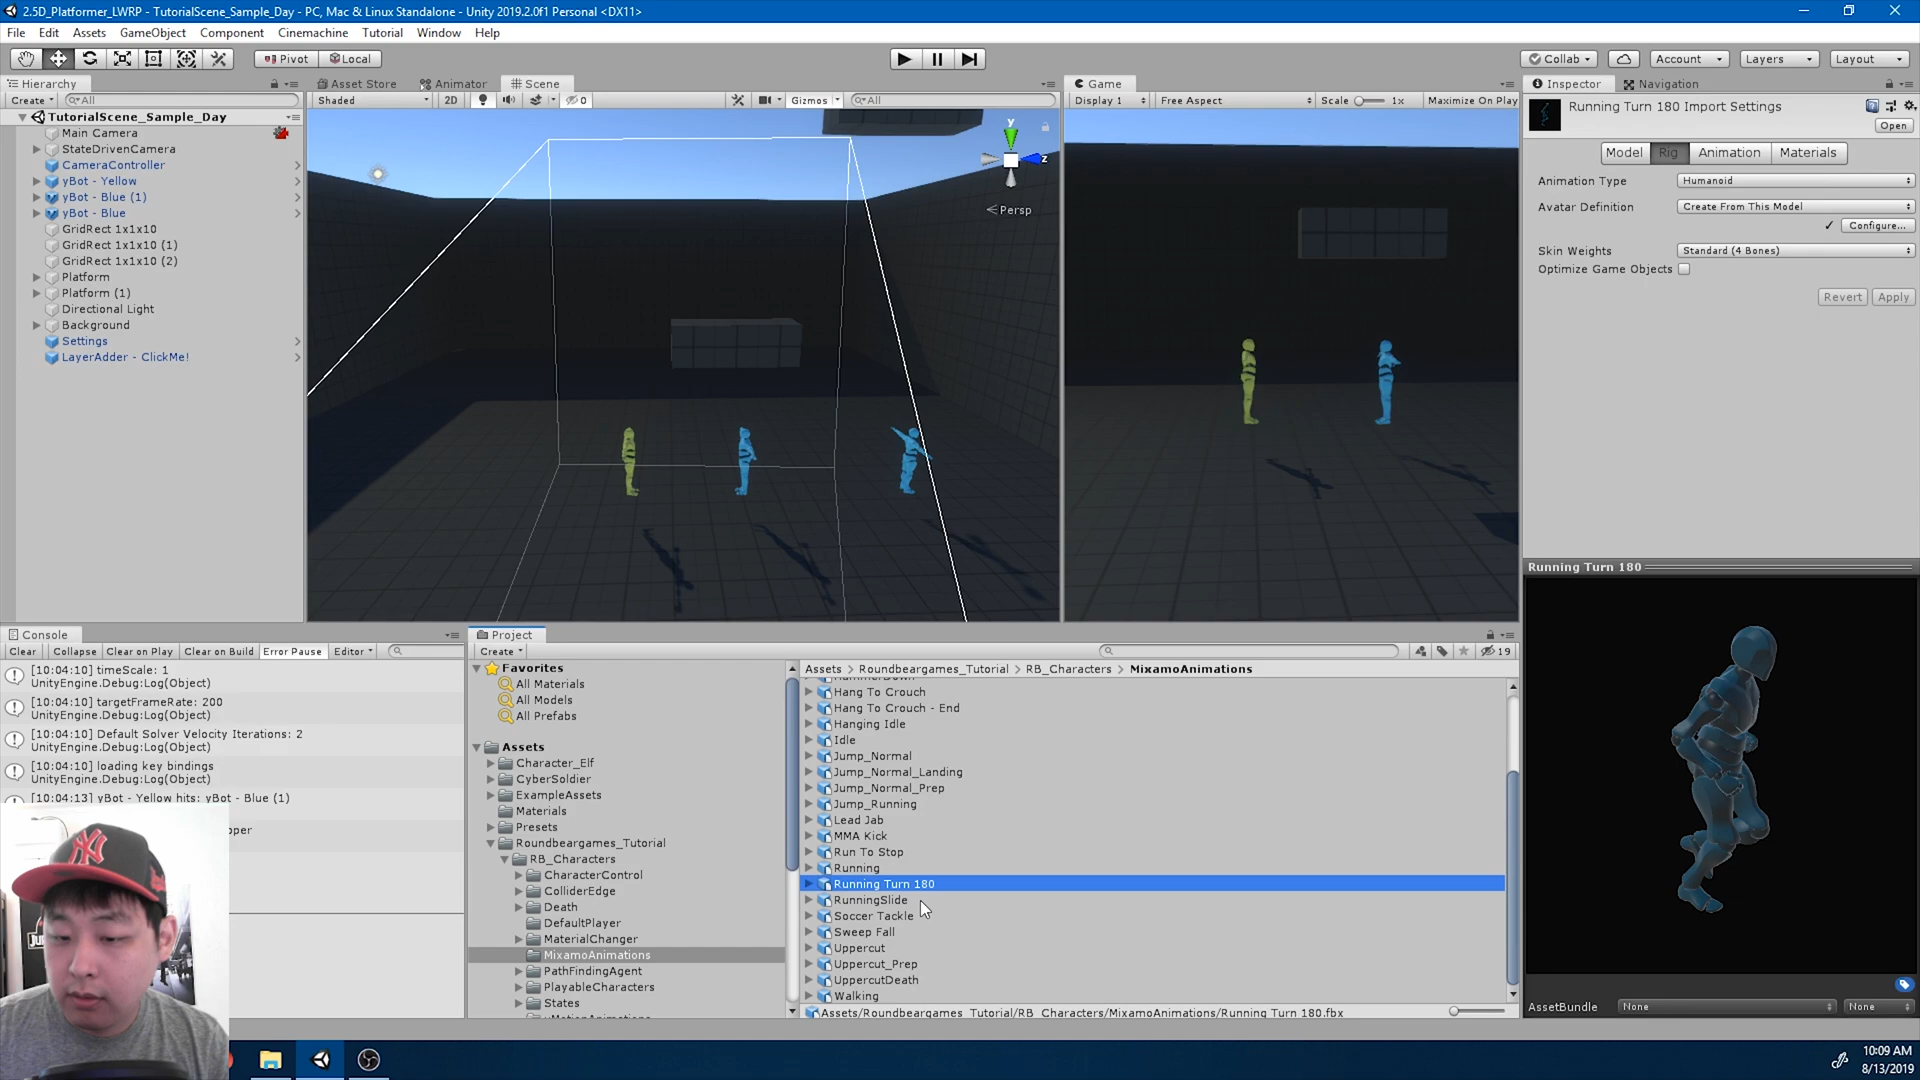 2.5D_Platformer_LWRP - TutorialScene_Sample_Day - PC, Mac & Linux Standalone - Unity 2019.2.0f1 Personal <DX11>
File Edit Assets GameObject Component Cinemachine Tutorial Window Help
Pivot Local Collab Account Layers Layout
Hierarchy
Create All
TutorialScene_Sample_Day
Main Camera
StateDrivenCamera
CameraController
yBot - Yellow
yBot - Blue (1)
yBot - Blue
GridRect 1x1x10
GridRect 1x1x10 (1)
GridRect 1x1x10 (2)
Platform
Platform (1)
Directional Light
Background
Settings
LayerAdder - ClickMe!
Asset Store Animator Scene
Shaded 2D 0 Gizmos All
y
z
Persp
Game
Display 1 Free Aspect Scale 1x Maximize On Play
Inspector Navigation
Running Turn 180 Import Settings
Open
Model Rig Animation Materials
Animation Type Humanoid
Avatar Definition Create From This Model
Configure...
Skin Weights Standard (4 Bones)
Optimize Game Objects
Revert Apply
Running Turn 180
AssetBundle None None
Console
Clear Collapse Clear on Play Clear on Build Error Pause Editor
[10:04:10] timeScale: 1
UnityEngine.Debug:Log(Object)
[10:04:10] targetFrameRate: 200
UnityEngine.Debug:Log(Object)
[10:04:10] Default Solver Velocity Iterations: 2
UnityEngine.Debug:Log(Object)
[10:04:10] loading key bindings
UnityEngine.Debug:Log(Object)
[10:04:13] yBot - Yellow hits: yBot - Blue (1)
pper
Project
Create 19
Favorites
All Materials
All Models
All Prefabs
Assets
Character_Elf
CyberSoldier
ExampleAssets
Materials
Presets
Roundbeargames_Tutorial
RB_Characters
CharacterControl
ColliderEdge
Death
DefaultPlayer
MaterialChanger
MixamoAnimations
PathFindingAgent
PlayableCharacters
States
Assets > Roundbeargames_Tutorial > RB_Characters > MixamoAnimations
HammerDown
Hang To Crouch
Hang To Crouch - End
Hanging Idle
Idle
Jump_Normal
Jump_Normal_Landing
Jump_Normal_Prep
Jump_Running
Lead Jab
MMA Kick
Run To Stop
Running
Running Turn 180
RunningSlide
Soccer Tackle
Sweep Fall
Uppercut
Uppercut_Prep
UppercutDeath
Walking
Assets/Roundbeargames_Tutorial/RB_Characters/MixamoAnimations/Running Turn 180.fbx
10:09 AM
8/13/2019